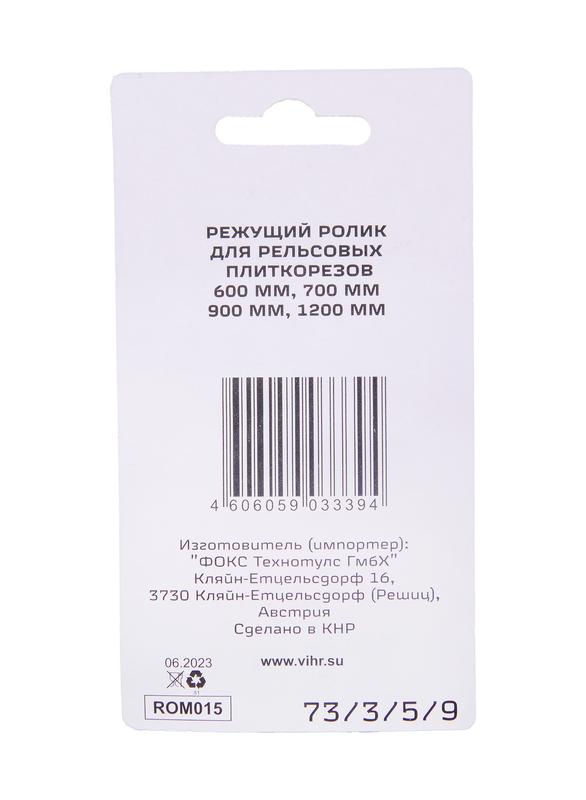 РЕЖУЩИЙ РОЛИК
ДЛЯ РЕЛЬСОВЫХ
ПЛИТКОРЕЗОВ
600 ММ, 700 ММ
900 ММ, 1200 ММ
4 606059 033394
Изготовитель (импортер):
"ФОКС Технотулс ГмбХ"
Кляйн-Етцельсдорф 16,
3730 Кляйн-Етцельсдорф (Решиц),
Австрия
Сделано в КНР
06.2023
www.vihr.su
ROM015
73/3/5/9